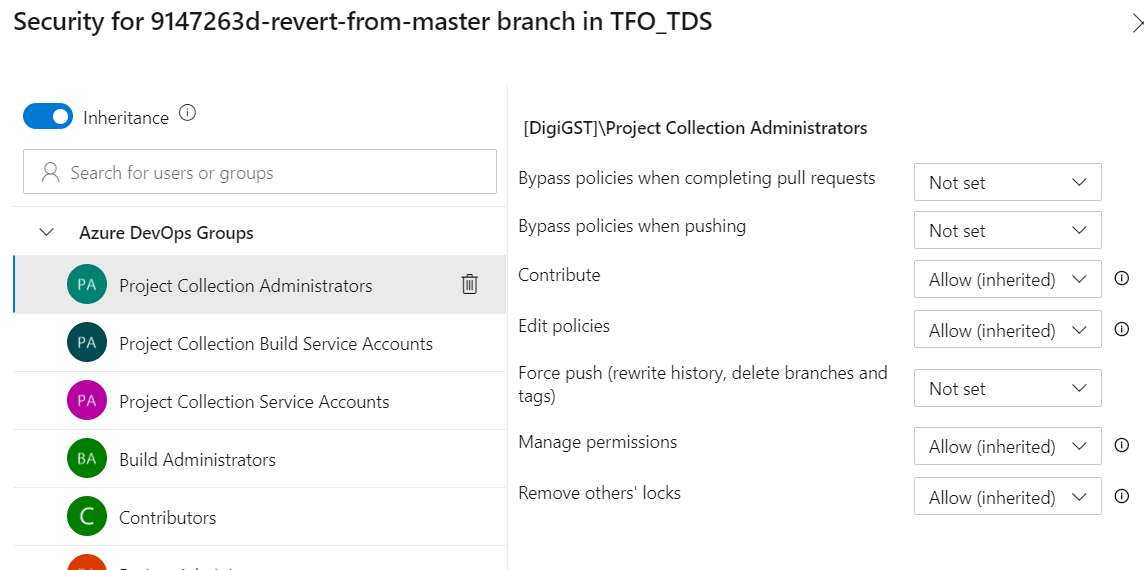 Security for 9147263d-revert-from-master branch in TFO_TDS
Inheritance
Search for users or groups
Azure DevOps Groups
PA Project Collection Administrators
PA Project Collection Build Service Accounts
PA Project Collection Service Accounts
BA Build Administrators
C Contributors
[DigiGST]\Project Collection Administrators
Bypass policies when completing pull requests Not set
Bypass policies when pushing Not set
Contribute Allow (inherited)
Edit policies Allow (inherited)
Force push (rewrite history, delete branches and
tags) Not set
Manage permissions Allow (inherited)
Remove others' locks Allow (inherited)